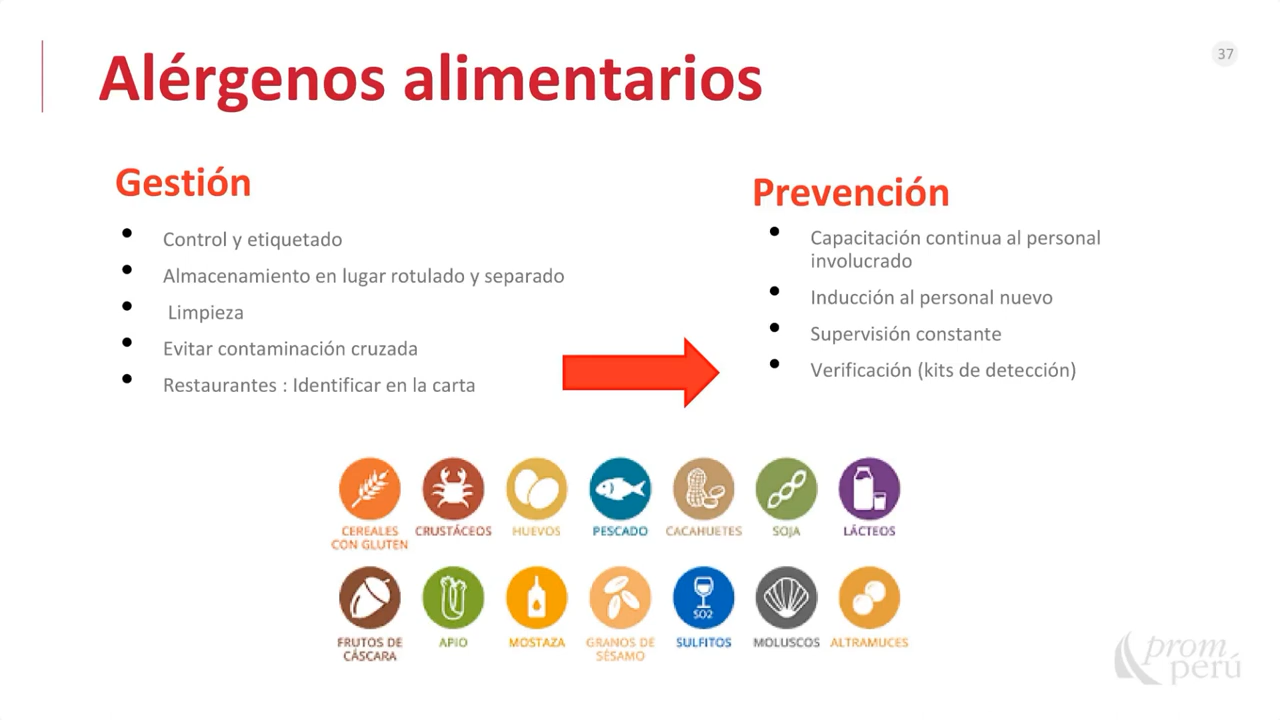 37
Alérgenos alimentarios
Gestión
Control y etiquetado
Almacenamiento en lugar rotulado y separado
Limpieza
Evitar contaminación cruzada
Restaurantes : Identificar en la carta
Prevención
Capacitación continua al personal
involucrado
Inducción al personal nuevo
Supervisión constante
Verificación (kits de detección)
CEREALES
CON GLUTEN
CRUSTÁCEOS
HUEVOS
PESCADO
CACAHUETES
SOJA
LÁCTEOS
FRUTOS DE
CÁSCARA
APIO
MOSTAZA
GRANOS DE
SÉSAMO
SO2
SULFITOS
MOLUSCOS
ALTRAMUCES
prom
perú